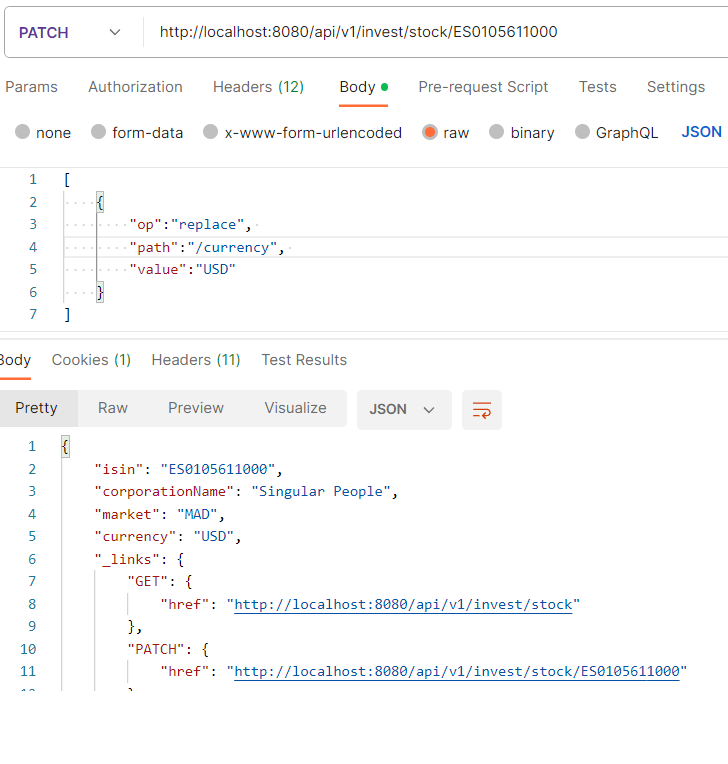 PATCH http://localhost:8080/api/v1/invest/stock/ES0105611000
Params Authorization Headers (12) Body Pre-request Script Tests Settings
none form-data x-www-form-urlencoded raw binary GraphQL JSON
1 [
2 {
3 "op":"replace",
4 "path":"/currency",
5 "value":"USD"
6 }
7 ]
Body Cookies (1) Headers (11) Test Results
Pretty Raw Preview Visualize JSON
1 {
2 "isin": "ES0105611000",
3 "corporationName": "Singular People",
4 "market": "MAD",
5 "currency": "USD",
6 "_links": {
7 "GET": {
8 "href": "http://localhost:8080/api/v1/invest/stock"
9 },
10 "PATCH": {
11 "href": "http://localhost:8080/api/v1/invest/stock/ES0105611000"